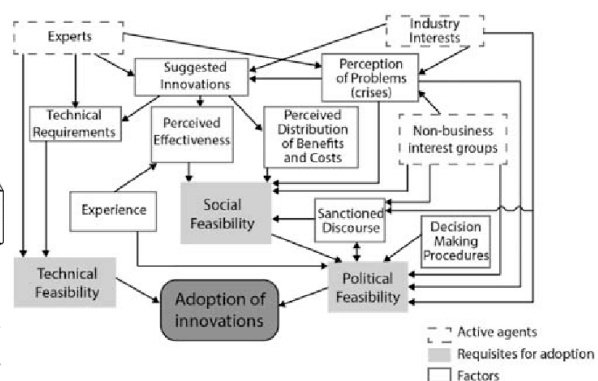 Experts
Industry
Interests
Suggested
Innovations
Perception
of Problems
(crises)
Technical
Requirements
Perceived
Effectiveness
Perceived
Distribution
of Benefits
and Costs
Non-business
interest groups
Experience
Social
Feasibility
Sanctioned
Discourse
Decision
Making
Procedures
Technical
Feasibility
Adoption of
innovations
Political
Feasibility
Active agents
Requisites for adoption
Factors